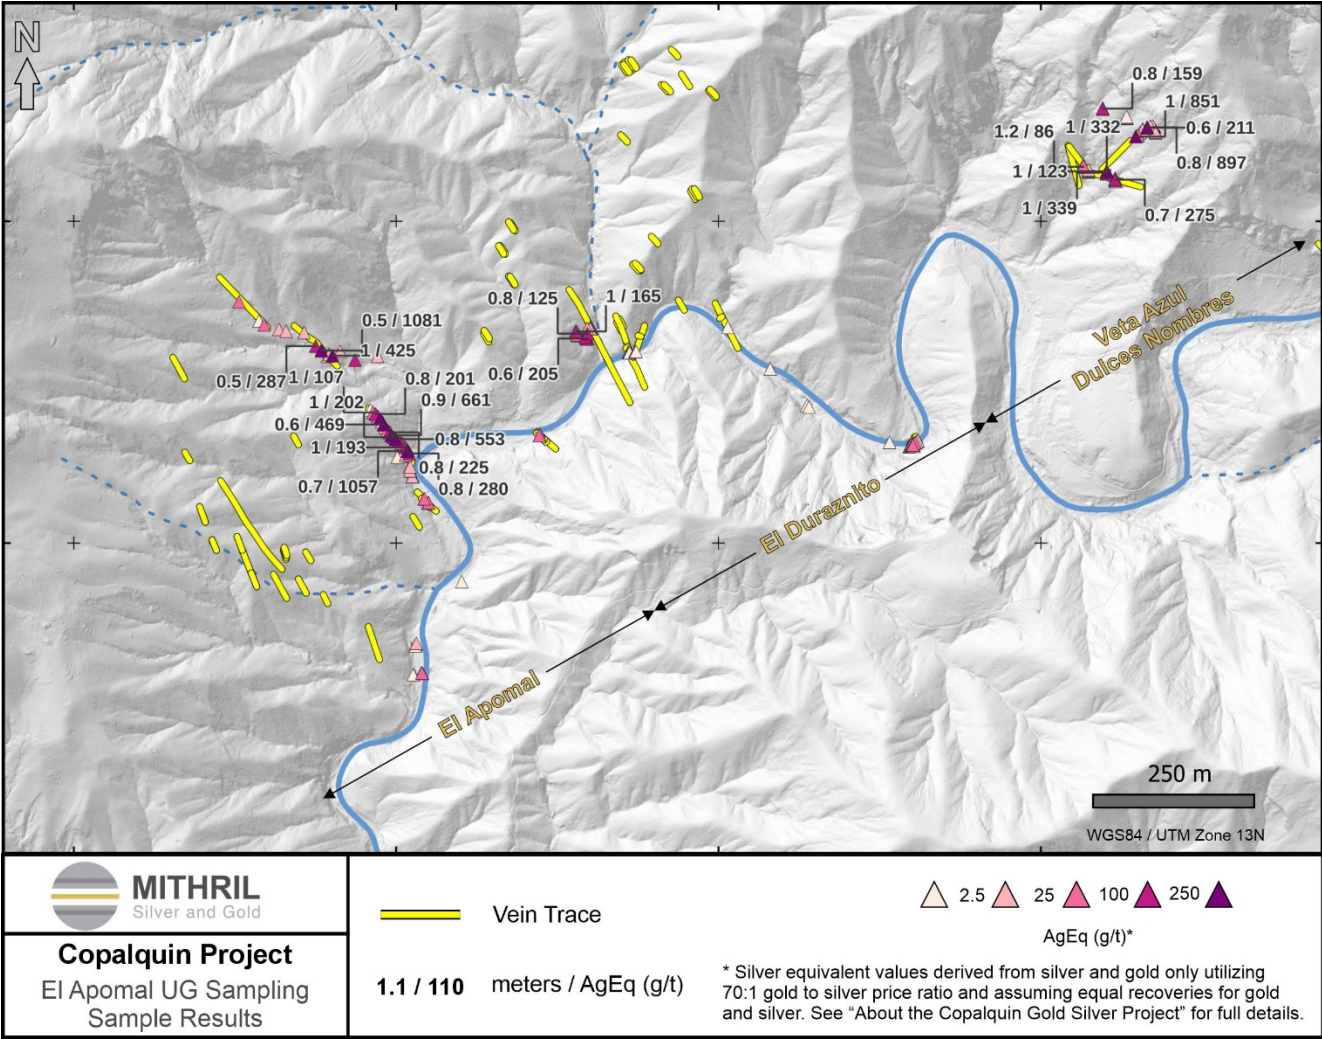 N
0.8 / 159
1 / 851
1.2 / 86
1 / 332
0.6 / 211
0.8 / 897
1 / 123
1 / 339
0.7 / 275
0.8 / 125
1 / 165
0.6 / 205
0.5 / 1081
1 / 425
0.5 / 287
1 / 107
0.8 / 201
1 / 202
0.9 / 661
0.6 / 469
0.8 / 553
1 / 193
0.8 / 225
0.7 / 1057
0.8 / 280
Veta Azul
Dulces Nombres
El Duraznito
El Apomal
250 m
WGS84 / UTM Zone 13N
MITHRIL
Silver and Gold
Copalquin Project
El Apomal UG Sampling
Sample Results
Vein Trace
1.1 / 110 meters / AgEq (g/t)
2.5 25 100 250
AgEq (g/t)*
* Silver equivalent values derived from silver and gold only utilizing
70:1 gold to silver price ratio and assuming equal recoveries for gold
and silver. See “About the Copalquin Gold Silver Project” for full details.